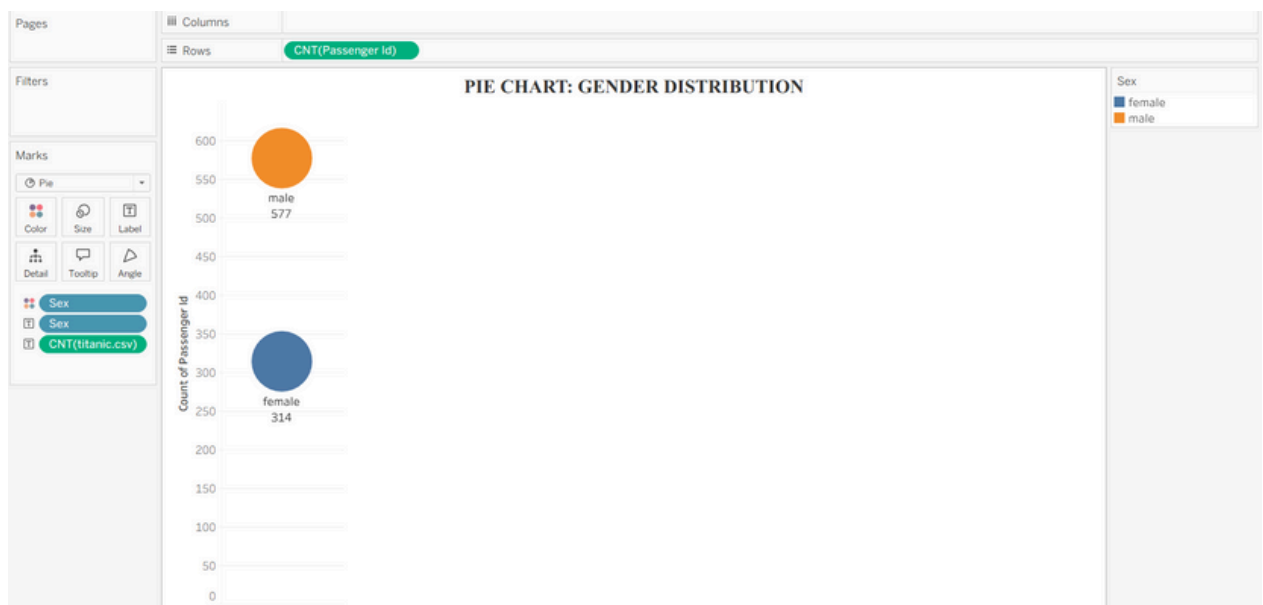 Pages
Columns
Rows
CNT(Passenger Id)
Filters
Marks
Pie
Color
Size
Label
Detail
Tooltip
Angle
Sex
Sex
CNT(titanic.csv)
PIE CHART: GENDER DISTRIBUTION
Count of Passenger Id
600
550
500
450
400
350
300
250
200
150
100
50
0
male
577
female
314
Sex
female
male